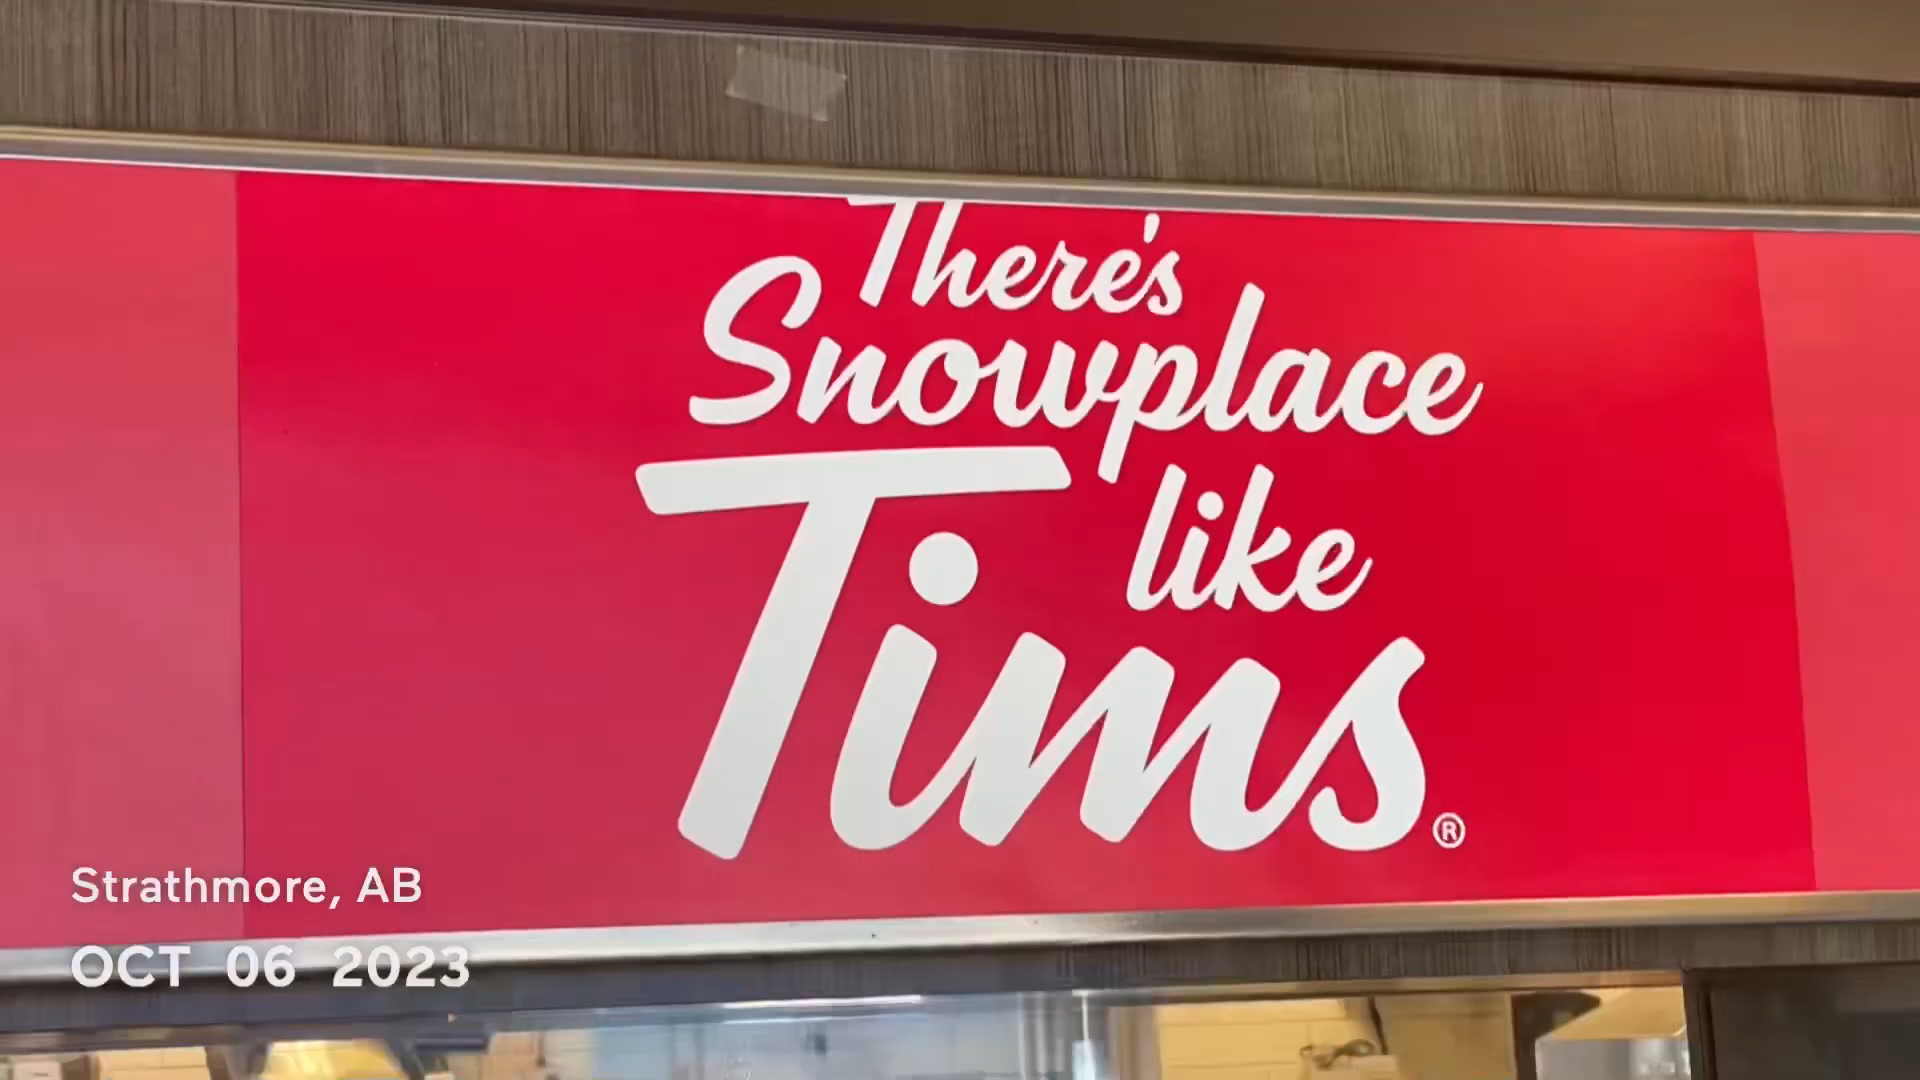 There's
Snowplace
like
Tims®
Strathmore, AB
OCT 06 2023